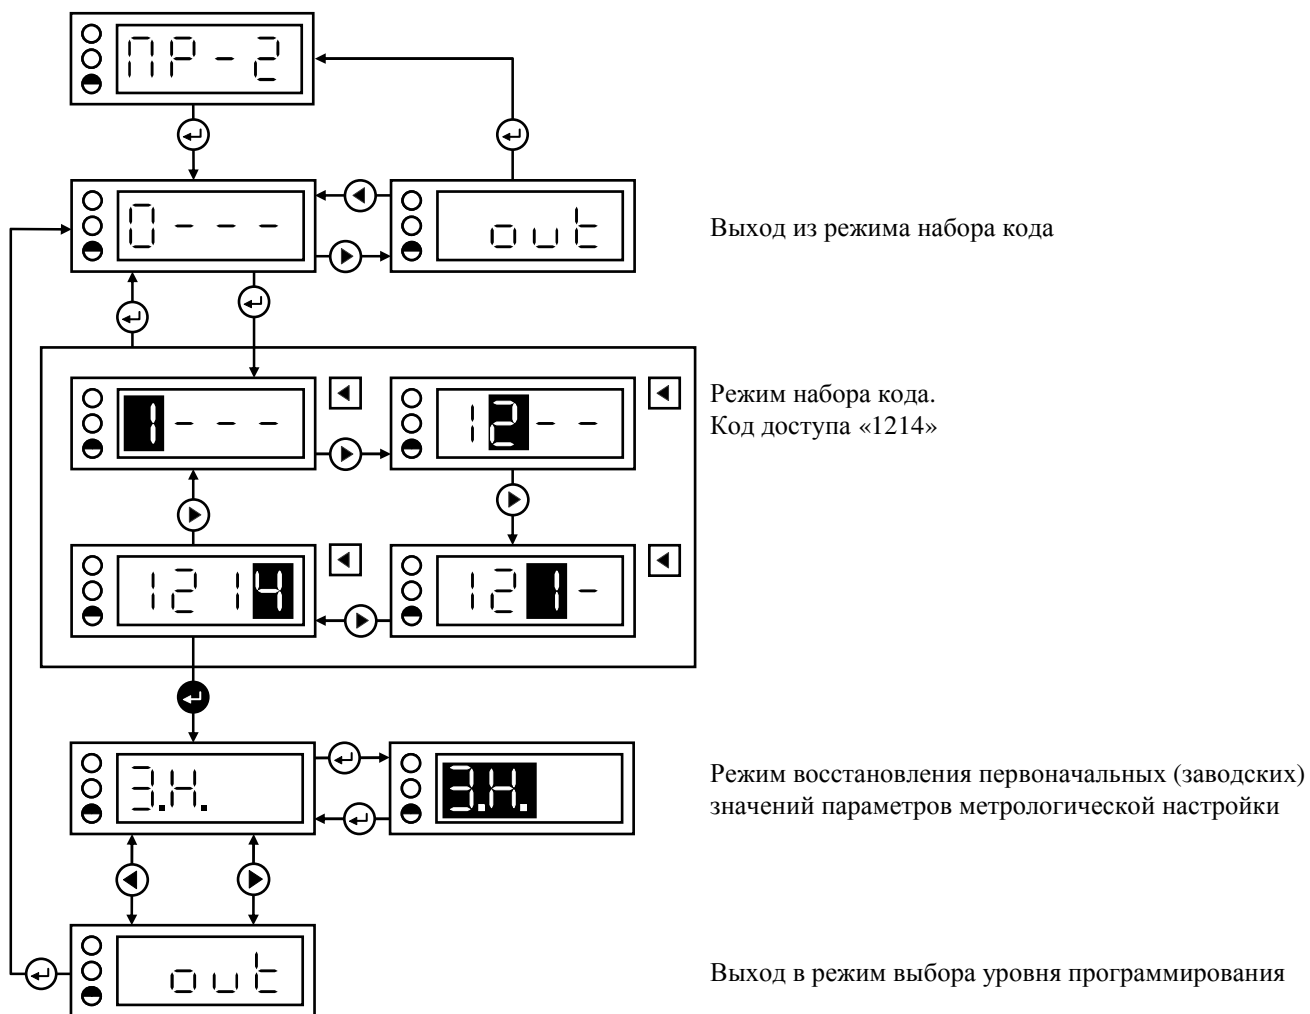 ПР-2
0--- out
Выход из режима набора кода
1--- 12--
Режим набора кода.
Код доступа «1214»
1214 121-
З.Н. З.Н.
Режим восстановления первоначальных (заводских)
значений параметров метрологической настройки
out
Выход в режим выбора уровня программирования